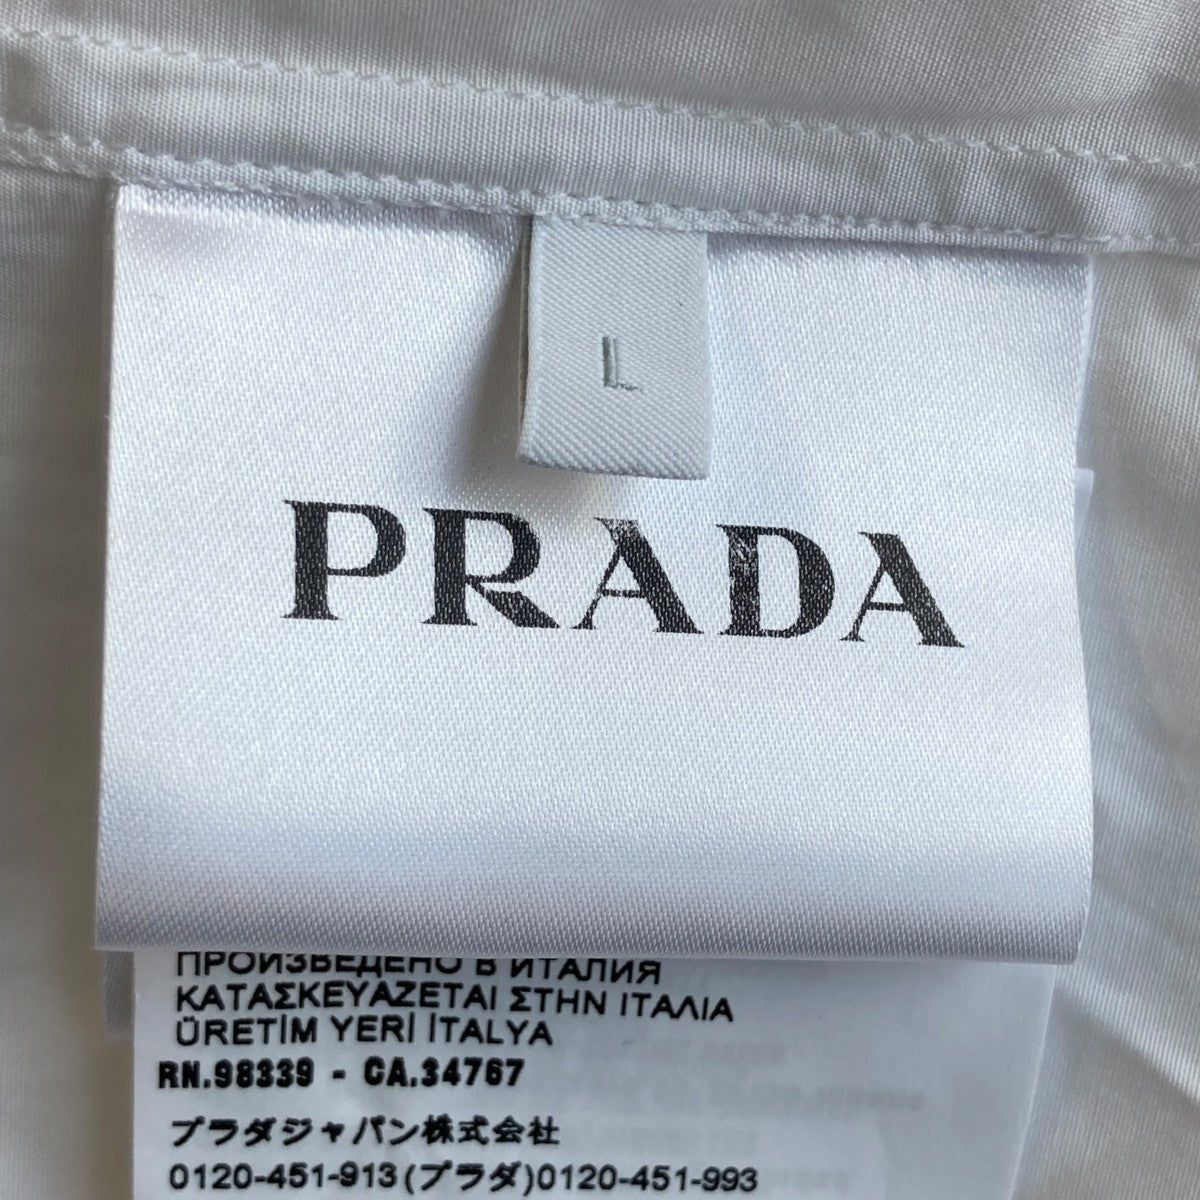 L
PRADA
ПРОИЗВЕДЕНО В ИТАЛИЯ
ΚΑΤΑΣΚΕΥΑΖΕΤΑΙ ΣΤΗΝ ΙΤΑΛΙΑ
ÜRETİM YERİ İTALYA
RN.98339 - CA.34767
プラダジャパン株式会社
0120-451-913(プラダ)0120-451-993